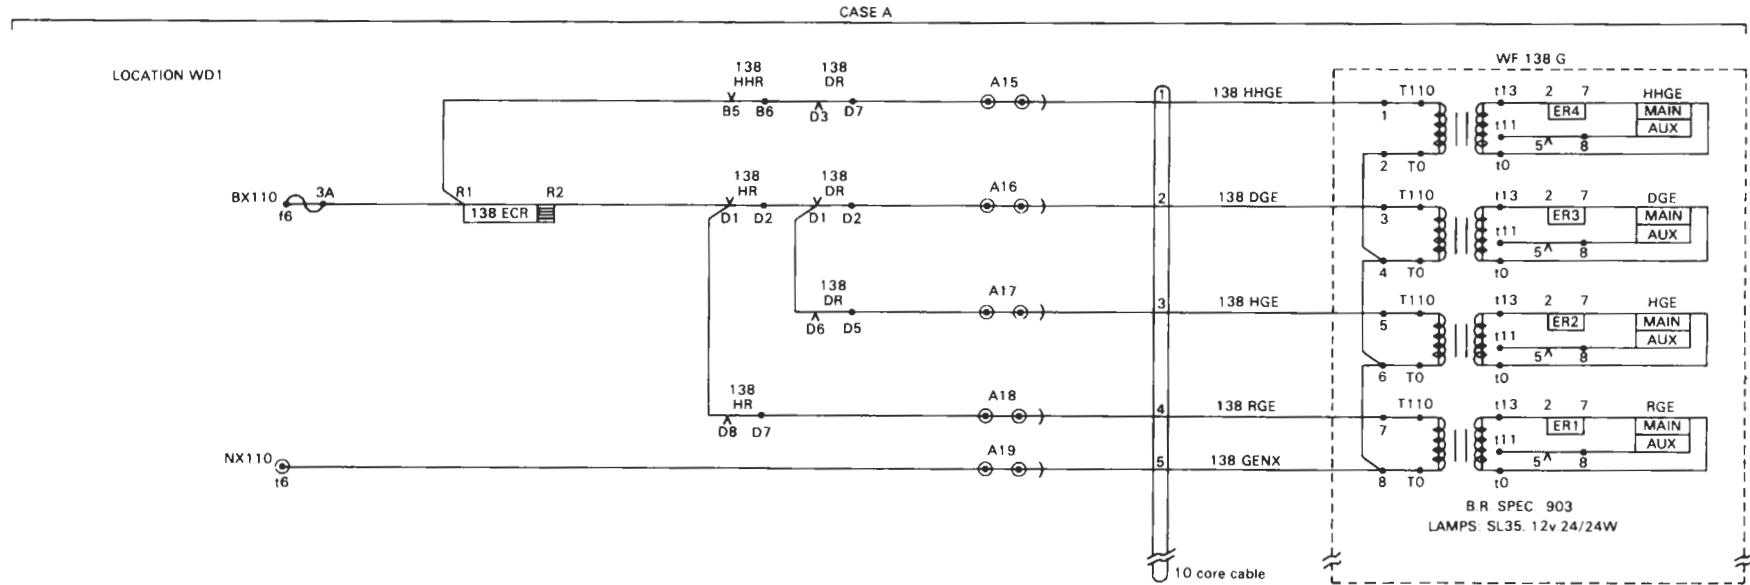 CASE A
LOCATION WD1
WF 138 G
138 HHR
138 DR
A15
1
138 HHGE
T110
t13 2 7 HHGE
B5 B6
D3 D7
1
ER4
MAIN
t11
AUX
5 8
2 T0
t0
BX110
3A
R1
R2
t6
138 ECR
138 HR
138 DR
A16
2
138 DGE
T110
t13 2 7 DGE
D1 D2
D1 D2
3
ER3
MAIN
t11
AUX
5 8
4 T0
t0
138 DR
A17
3
138 HGE
T110
t13 2 7 HGE
D6 D5
5
ER2
MAIN
t11
AUX
5 8
6 T0
t0
138 HR
A18
4
138 RGE
T110
t13 2 7 RGE
D8 D7
7
ER1
MAIN
t11
AUX
5 8
NX110
t6
A19
5
138 GENX
8 T0
t0
B.R. SPEC. 903
LAMPS: SL35. 12v 24/24W
10 core cable